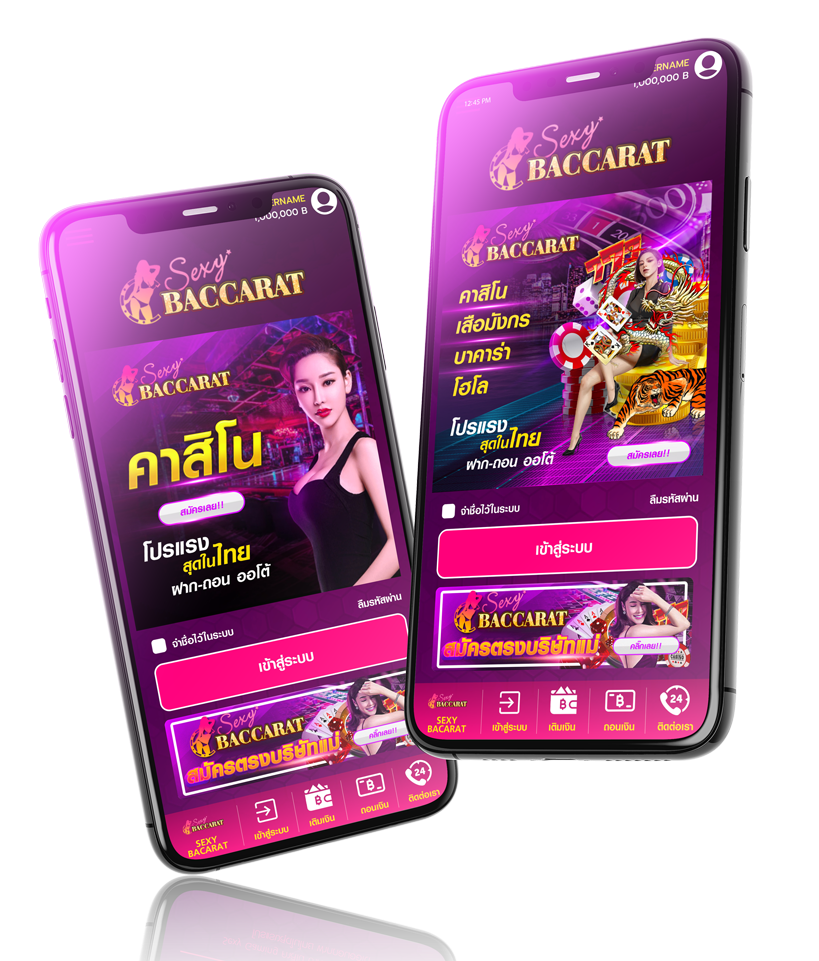 ERNAME
1,000,000 B
Sexy
BACCARAT
Sexy
BACCARAT
คาสิโน
สมัครเลย!!
โปรแรง
สุดในไทย
ฝาก-ถอน ออโต้
ลืมรหัสผ่าน
จำชื่อไว้ในระบบ
เข้าสู่ระบบ
Sexy
BACCARAT
สมัครตรงบริษัทแม่
คลิ๊กเลย!!
Sexy
BACCARAT
SEXY
BACARAT
เข้าสู่ระบบ
เติมเงิน
ถอนเงิน
24
ติดต่อเรา
12:45 PM
ERNAME
1,000,000 B
Sexy
BACCARAT
Sexy
BACCARAT
777
คาสิโน
เสือมังกร
บาคาร่า
โฮโล
โปรแรง
สุดในไทย
ฝาก-ถอน ออโต้
สมัครเลย!!
จำชื่อไว้ในระบบ
ลืมรหัสผ่าน
เข้าสู่ระบบ
Sexy
BACCARAT
สมัครตรงบริษัทแม่
คลิ๊กเลย!!
Sexy
BACCARAT
SEXY
BACARAT
เข้าสู่ระบบ
เติมเงิน
ถอนเงิน
24
ติดต่อเรา